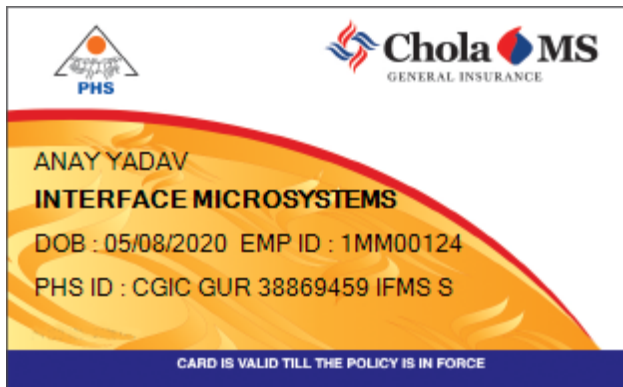 PHS
Chola MS
GENERAL INSURANCE
ANAY YADAV
INTERFACE MICROSYSTEMS
DOB : 05/08/2020 EMP ID : 1MM00124
PHS ID : CGIC GUR 38869459 IFMS S
CARD IS VALID TILL THE POLICY IS IN FORCE